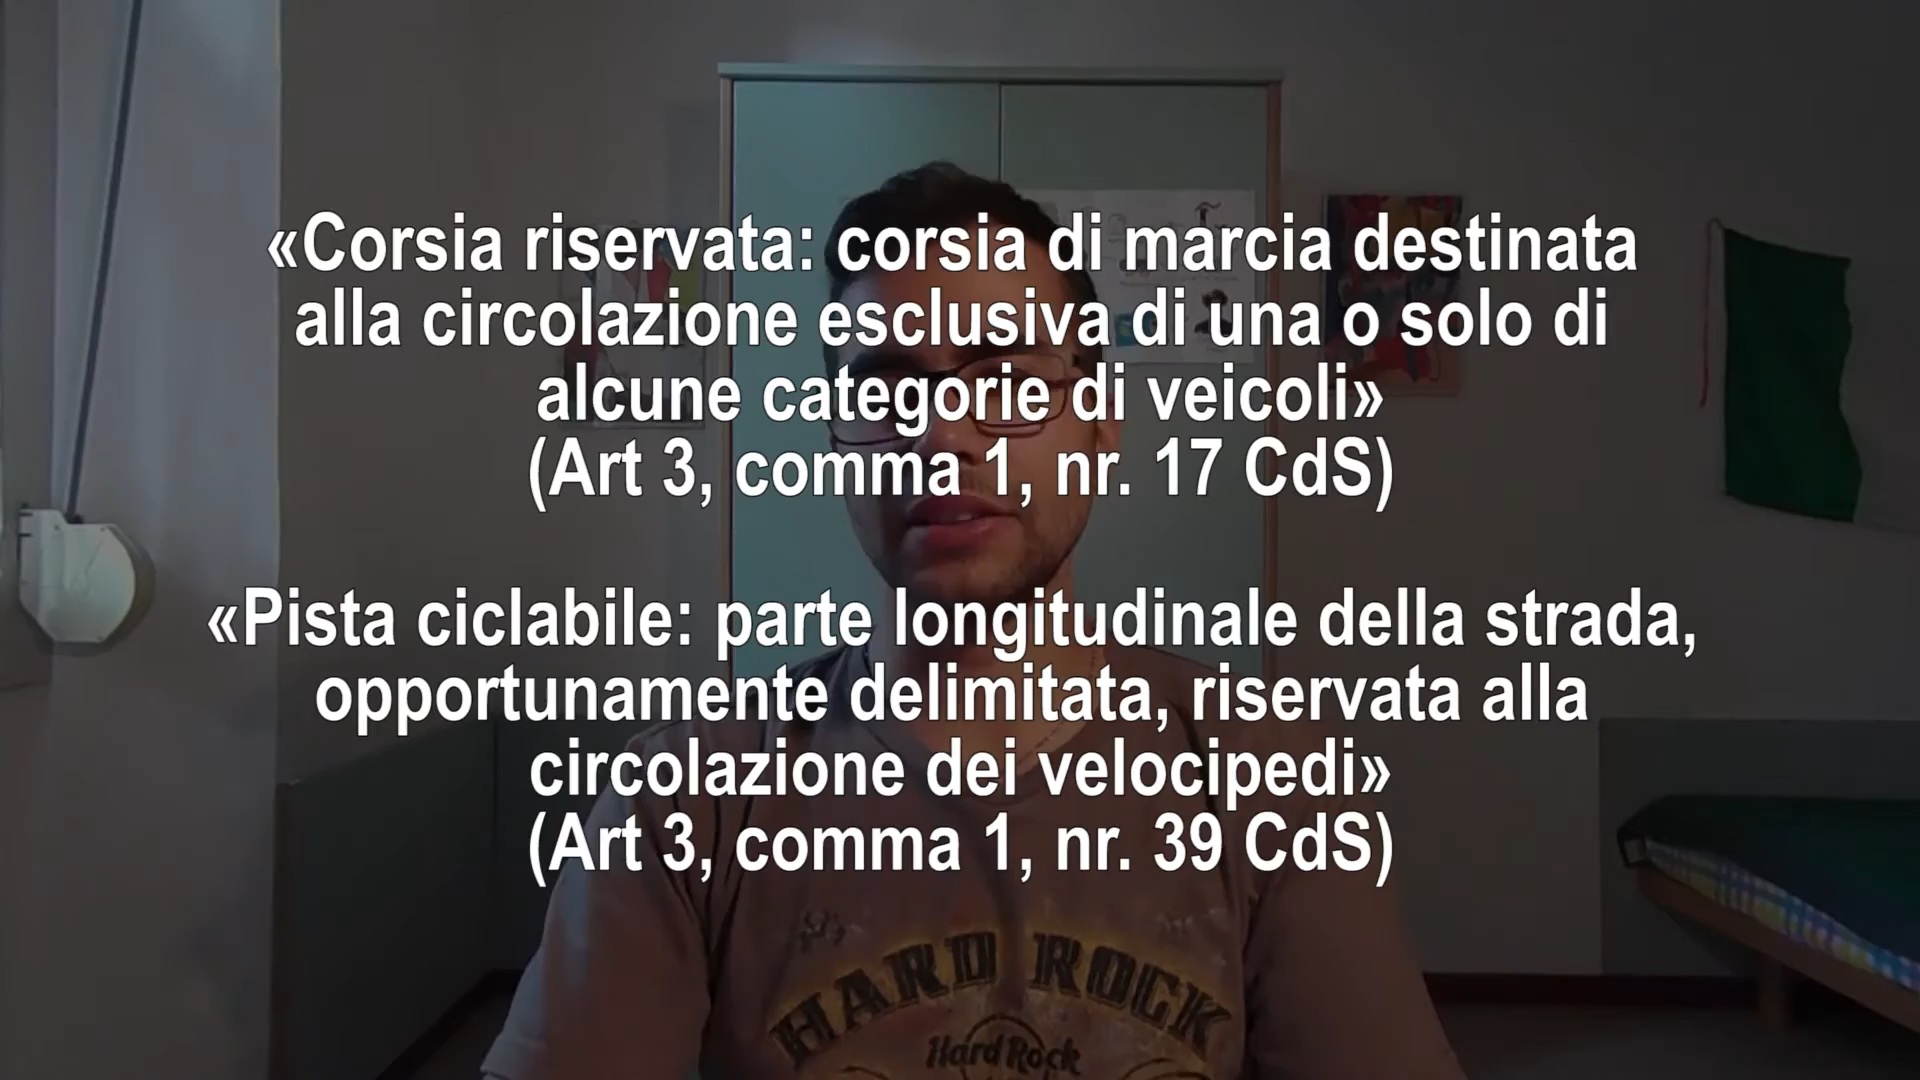 «Corsia riservata: corsia di marcia destinata
alla circolazione esclusiva di una o solo di
alcune categorie di veicoli»
(Art 3, comma 1, nr. 17 CdS)
«Pista ciclabile: parte longitudinale della strada,
opportunamente delimitata, riservata alla
circolazione dei velocipedi»
(Art 3, comma 1, nr. 39 CdS)
HARD ROCK
Hard Rock